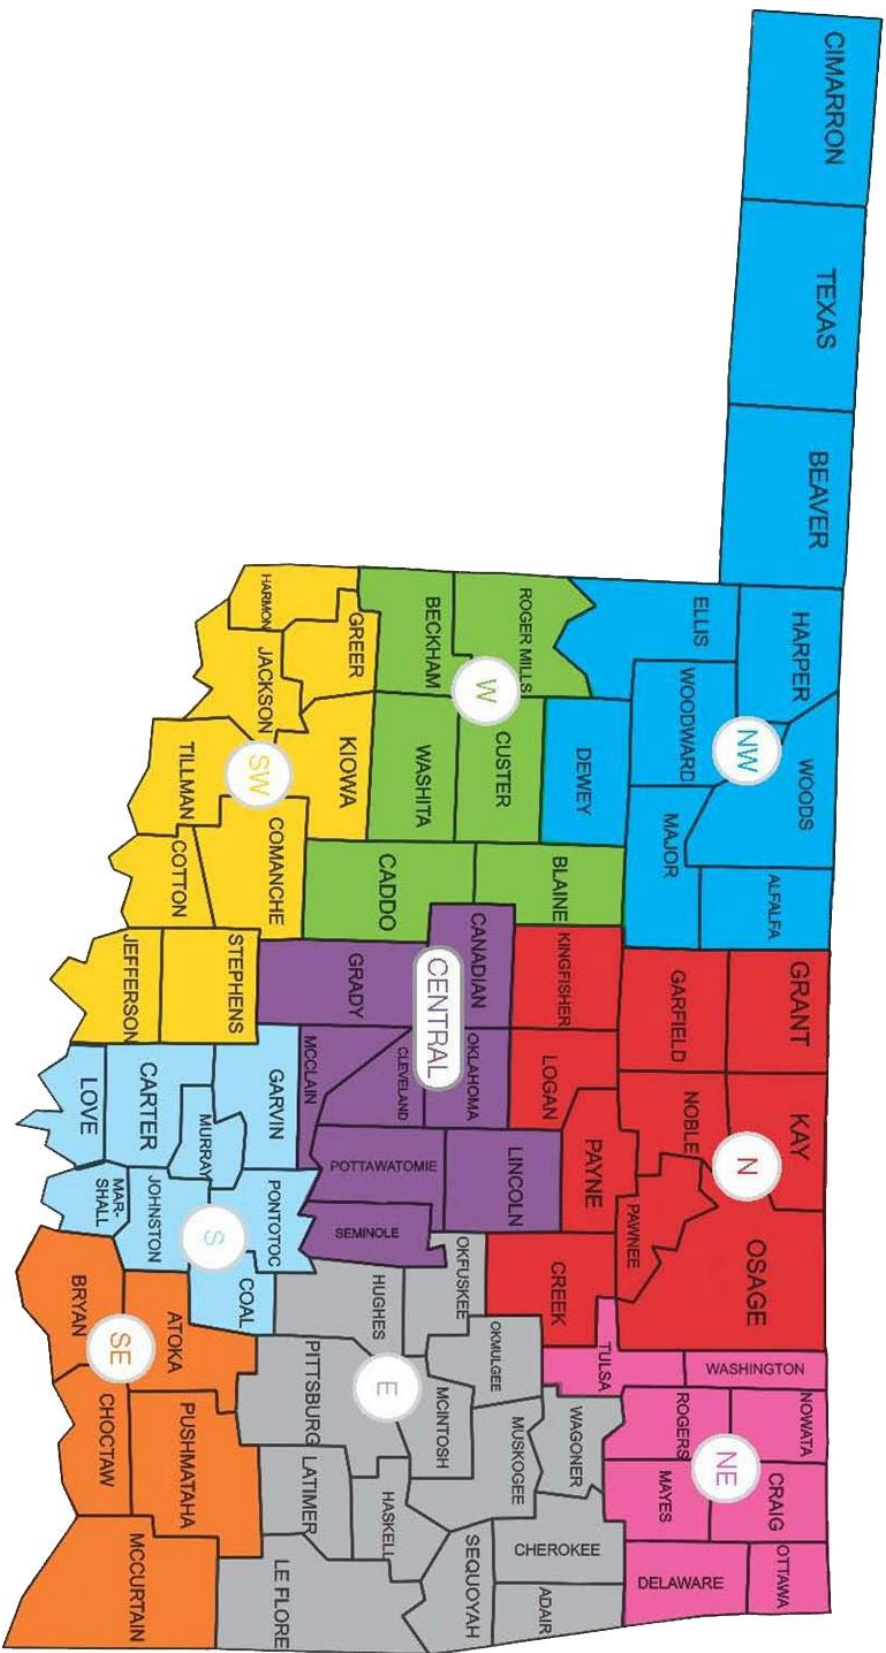 CIMARRON
TEXAS
BEAVER
HARPER
WOODS
ALFALFA
GRANT
KAY
OSAGE
WASHINGTON
NOWATA
CRAIG
OTTAWA
ELLIS
WOODWARD
NW
MAJOR
GARFIELD
NOBLE
N
PAWNEE
TULSA
ROGERS
NE
MAYES
DELAWARE
ROGER MILLS
DEWEY
CUSTER
BLAINE
KINGFISHER
LOGAN
PAYNE
CREEK
WAGONER
CHEROKEE
ADAIR
BECKHAM
W
WASHITA
CADDO
CANADIAN
CENTRAL
OKLAHOMA
LINCOLN
OKFUSKEE
OKMULGEE
MUSKOGEE
MCINTOSH
SEQUOYAH
GREER
KIOWA
GRADY
MCCLAIN
CLEVELAND
POTTAWATOMIE
SEMINOLE
HUGHES
E
PITTSBURG
HASKELL
LATIMER
LE FLORE
HARMON
JACKSON
SW
COMANCHE
TILLMAN
COTTON
STEPHENS
JEFFERSON
GARVIN
MURRAY
PONTOTOC
S
COAL
CARTER
JOHNSTON
LOVE
MAR-
SHALL
ATOKA
BRYAN
SE
PUSHMATAHA
CHOCTAW
MCCURTAIN